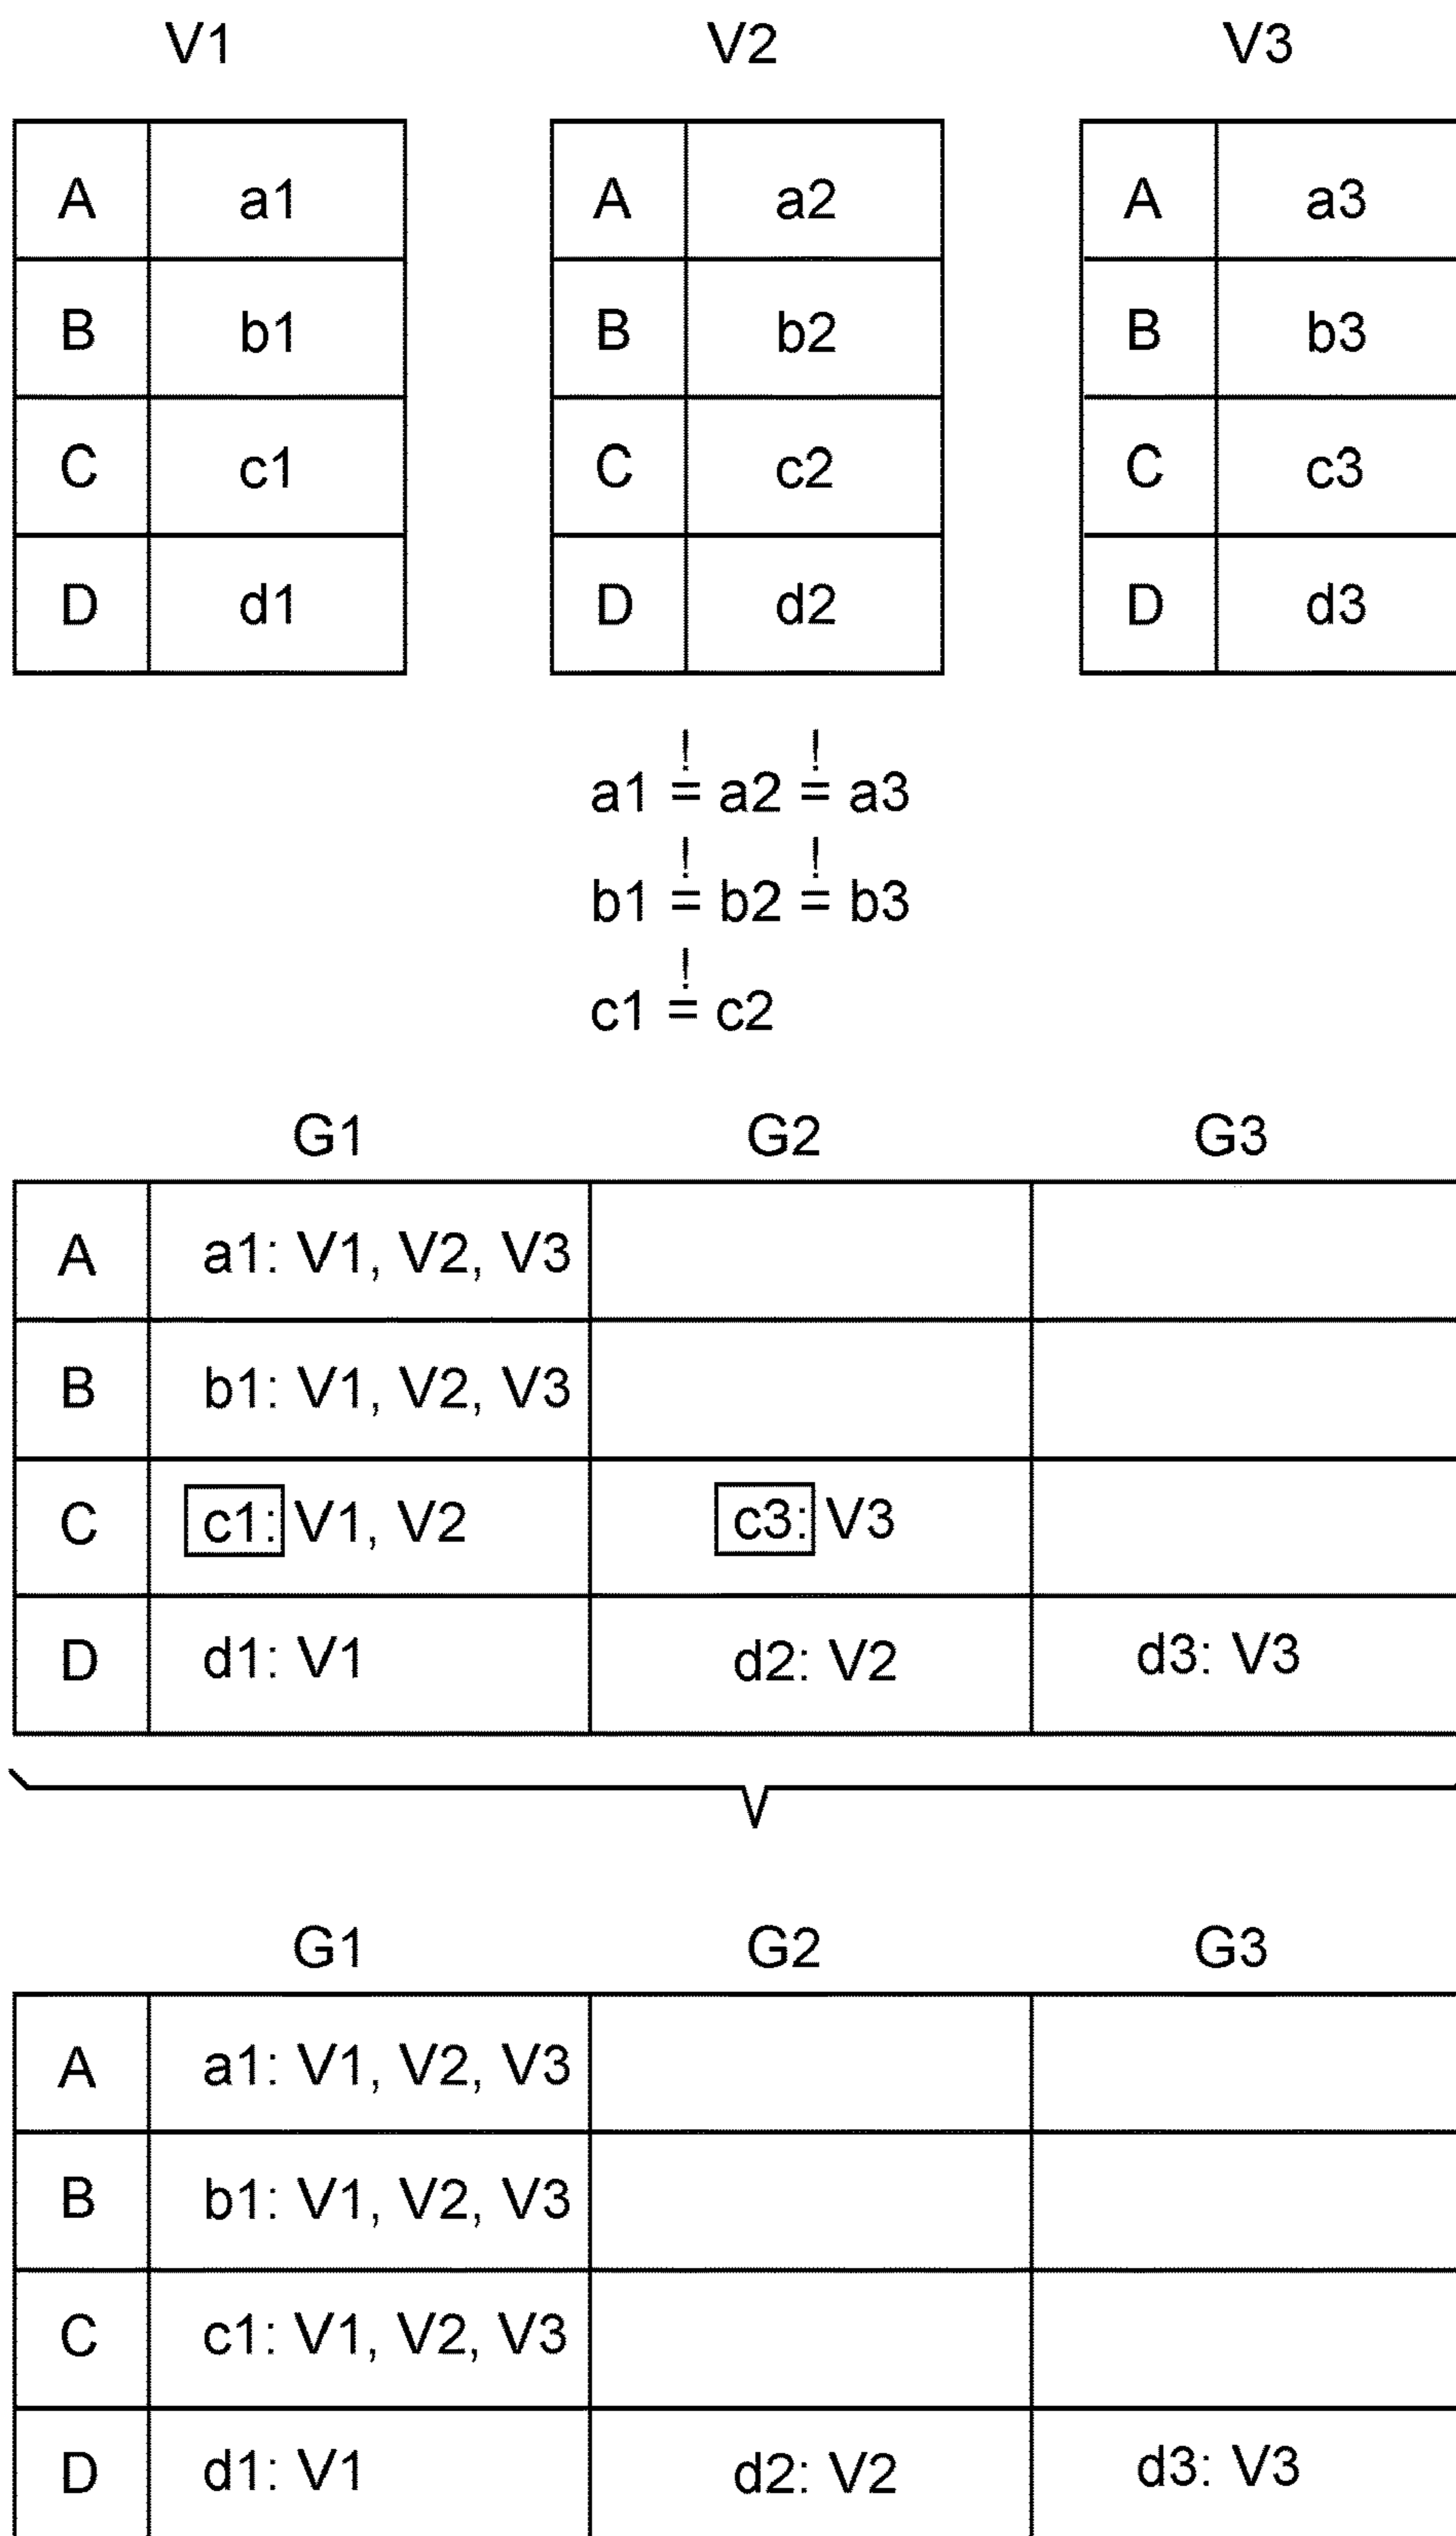 V1 V2 V3
A a1 A a2 A a3
B b1 B b2 B b3
C c1 C c2 C c3
D d1 D d2 D d3
a1 =! a2 =! a3
b1 =! b2 =! b3
c1 =! c2
G1 G2 G3
A a1: V1, V2, V3
B b1: V1, V2, V3
C c1: V1, V2 c3: V3
D d1: V1 d2: V2 d3: V3
G1 G2 G3
A a1: V1, V2, V3
B b1: V1, V2, V3
C c1: V1, V2, V3
D d1: V1 d2: V2 d3: V3